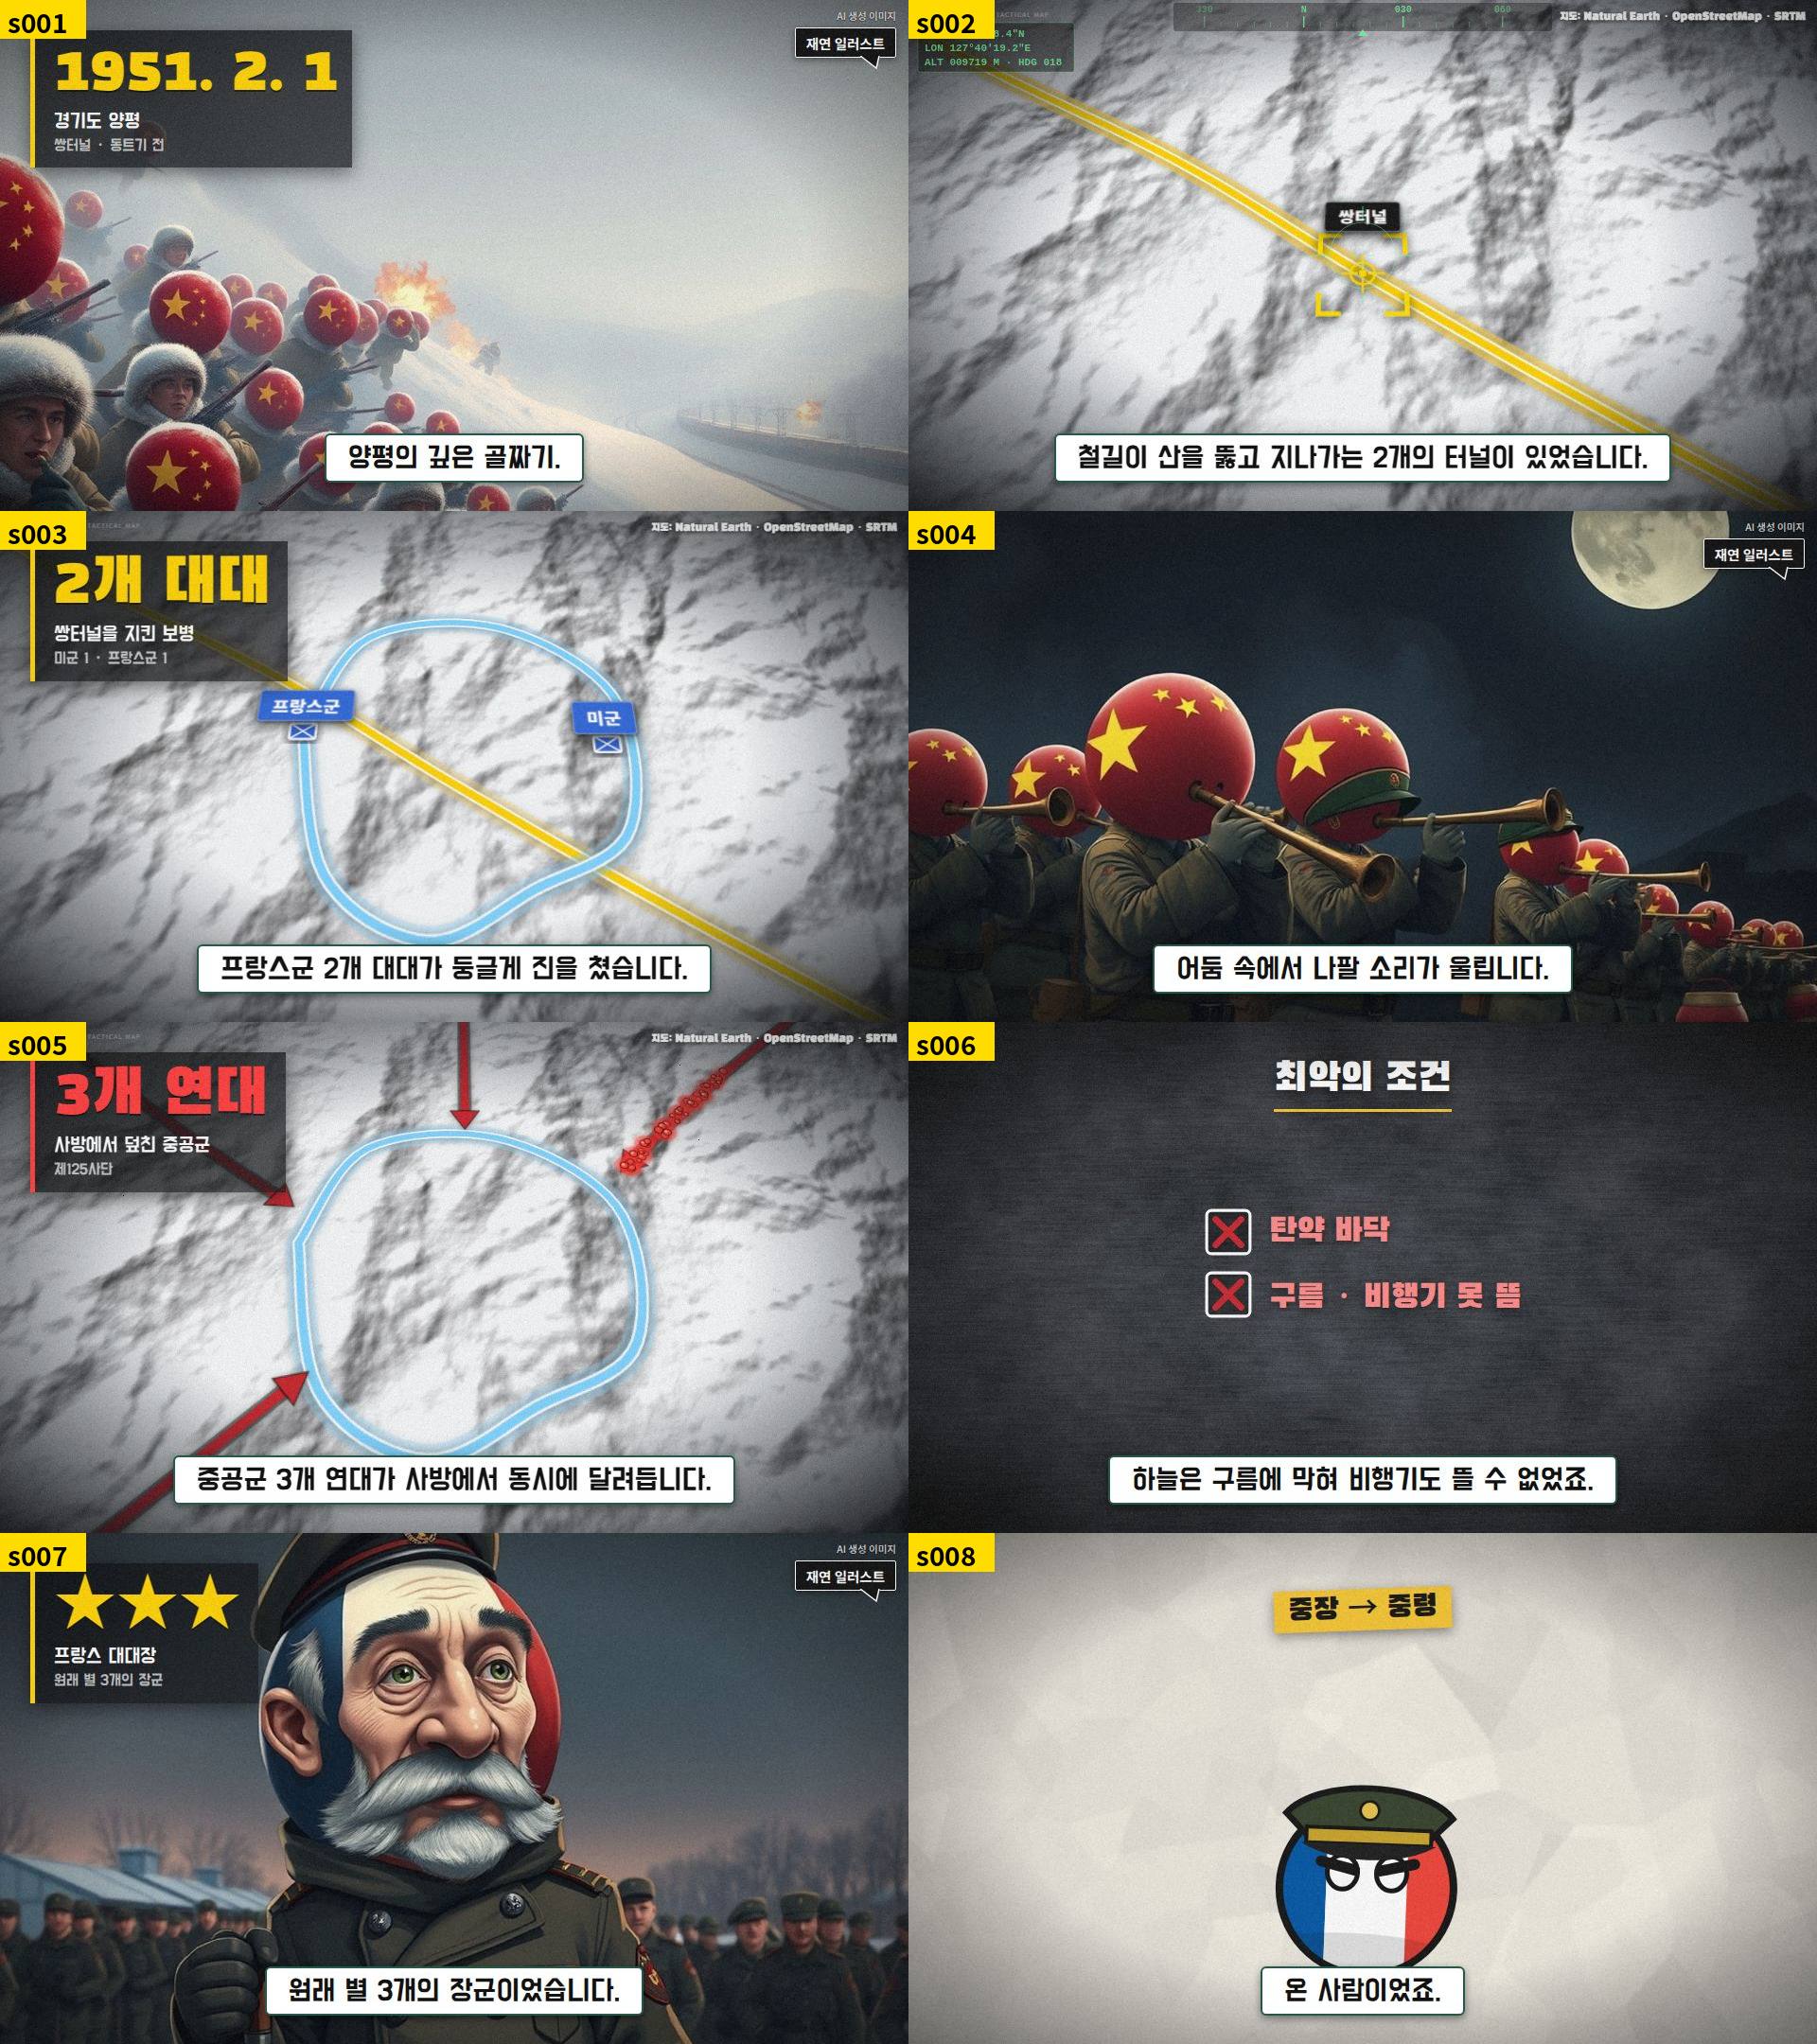 s001
AI 생성 이미지
재연 일러스트
1951. 2. 1
경기도 양평
쌍터널 · 동트기 전
양평의 깊은 골짜기.
s002
TACTICAL MAP
330 N 030 060
지도: Natural Earth · OpenStreetMap · SRTM
LON 127°40'19.2"E
ALT 009719 M · HDG 018
쌍터널
철길이 산을 뚫고 지나가는 2개의 터널이 있었습니다.
s003
TACTICAL MAP
지도: Natural Earth · OpenStreetMap · SRTM
2개 대대
쌍터널을 지킨 보병
미군 1 · 프랑스군 1
프랑스군
미군
프랑스군 2개 대대가 둥글게 진을 쳤습니다.
s004
AI 생성 이미지
재연 일러스트
어둠 속에서 나팔 소리가 울립니다.
s005
TACTICAL MAP
지도: Natural Earth · OpenStreetMap · SRTM
3개 연대
사방에서 덮친 중공군
제125사단
중공군 3개 연대가 사방에서 동시에 달려듭니다.
s006
최악의 조건
탄약 바닥
구름 · 비행기 못 뜸
하늘은 구름에 막혀 비행기도 뜰 수 없었죠.
s007
AI 생성 이미지
재연 일러스트
프랑스 대대장
원래 별 3개의 장군
원래 별 3개의 장군이었습니다.
s008
중장 → 중령
온 사람이었죠.